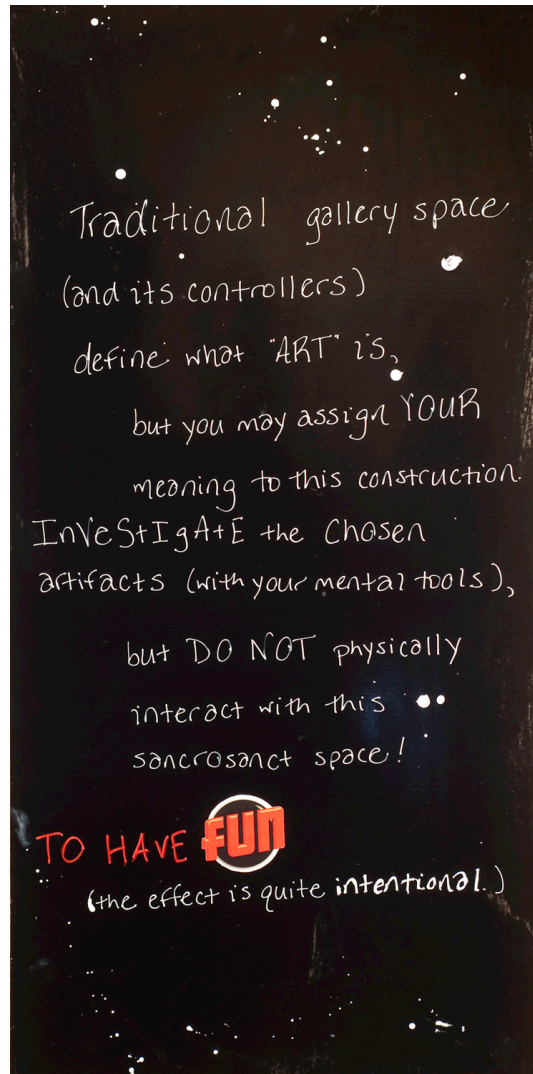 Traditional gallery space
(and its controllers)
define what "ART" is,
but you may assign YOUR
meaning to this construction.
InVeStIgAtE the Chosen
artifacts (with your mental tools),
but DO NOT physically
interact with this
sancrosanct space!
TO HAVE FUN
(the effect is quite intentional.)